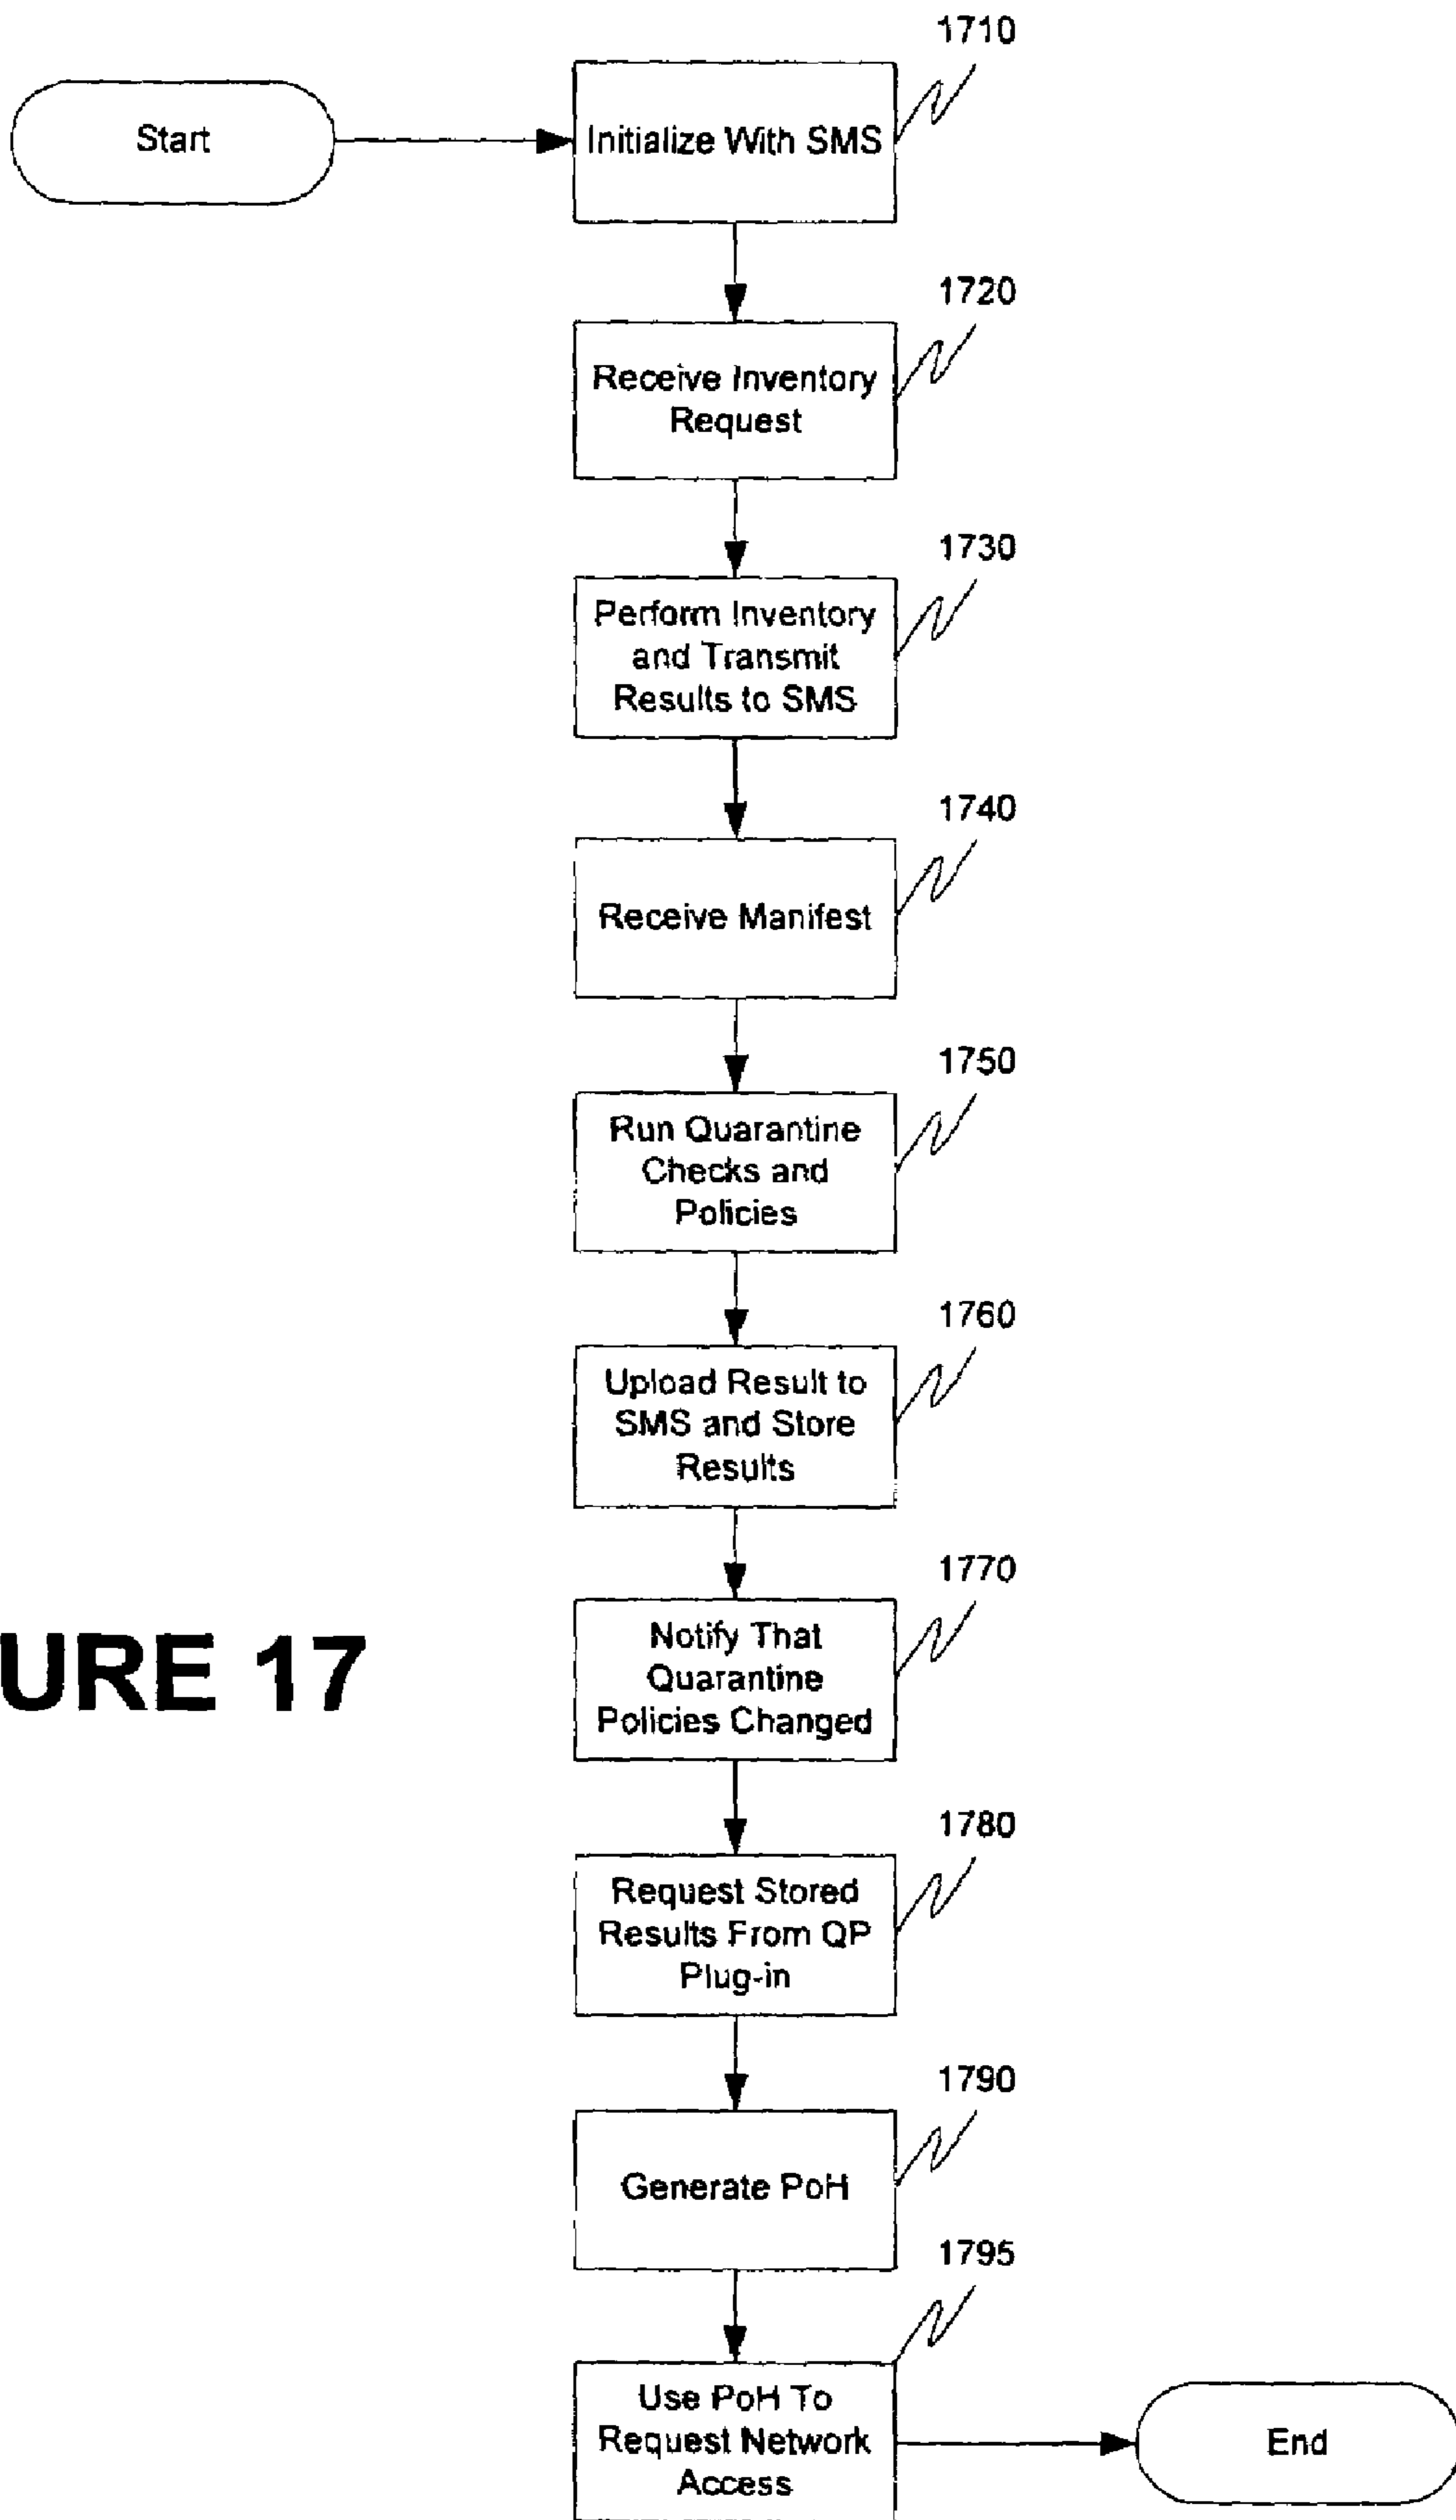 1710
Start
Initialize With SMS
1720
Receive Inventory
Request
1730
Perform Inventory
and Transmit
Results to SMS
1740
Receive Manifest
1750
Run Quarantine
Checks and
Policies
1760
Upload Result to
SMS and Store
Results
1770
Notify That
Quarantine
Policies Changed
URE 17
1780
Request Stored
Results From QP
Plug-in
1790
Generate PoH
1795
Use PoH To
Request Network
Access
End